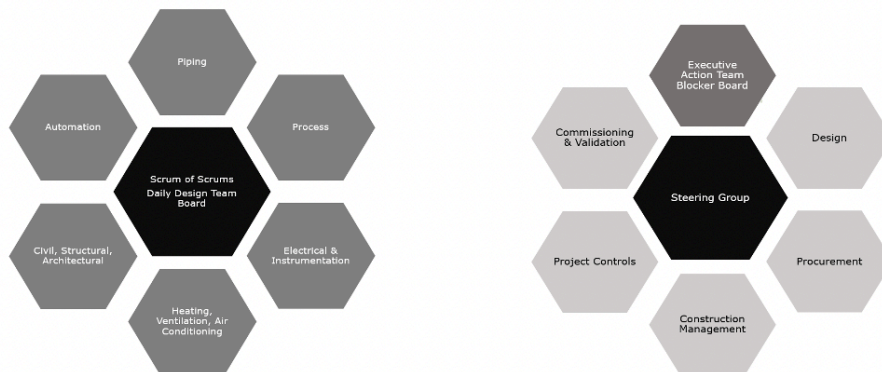 Piping
Automation
Process
Scrum of Scrums
Daily Design Team
Board
Civil, Structural,
Architectural
Electrical &
Instrumentation
Heating,
Ventilation, Air
Conditioning
Executive
Action Team
Blocker Board
Commissioning
& Validation
Design
Steering Group
Project Controls
Procurement
Construction
Management